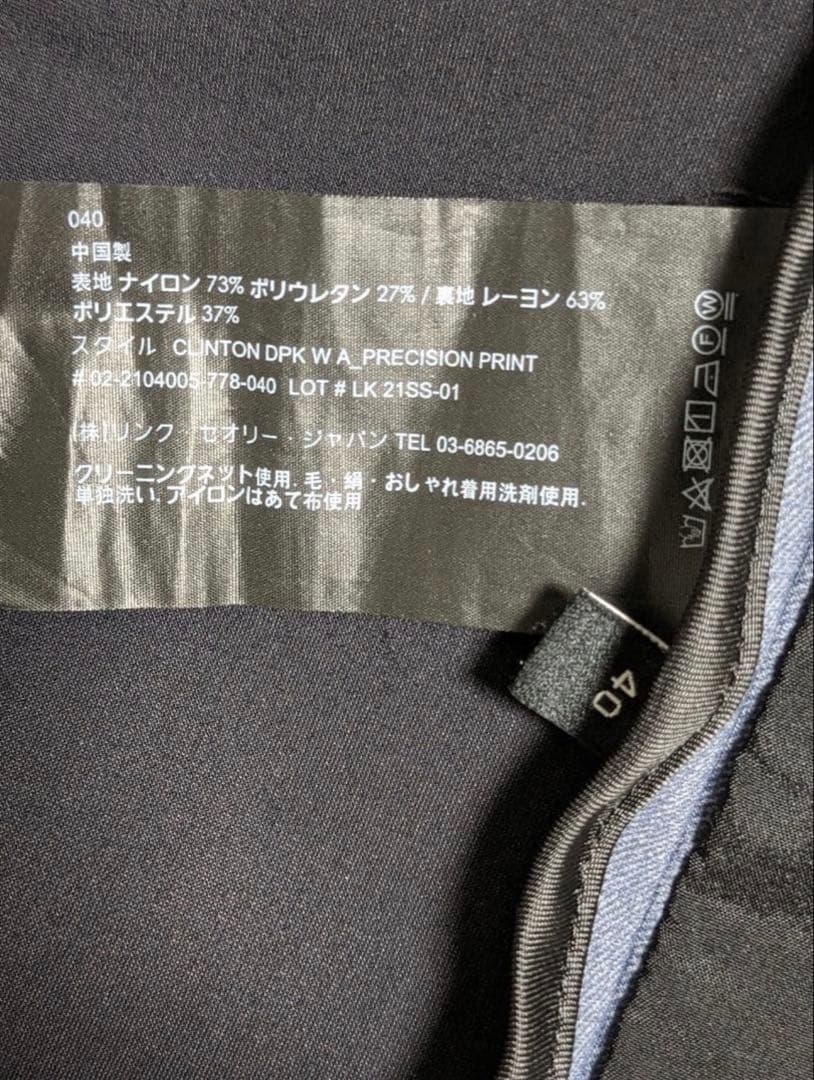 040
中国製
表地 ナイロン 73% ポリウレタン 27% / 裏地 レーヨン 63%
ポリエステル 37%
スタイル CLINTON DPK W A_PRECISION PRINT
# 02-2104005-778-040 LOT # LK 21SS-01
(株)リンク・セオリー・ジャパン TEL 03-6865-0206
クリーニングネット使用. 毛・絹・おしゃれ着用洗剤使用.
単独洗い. アイロンはあて布使用
W
F
40